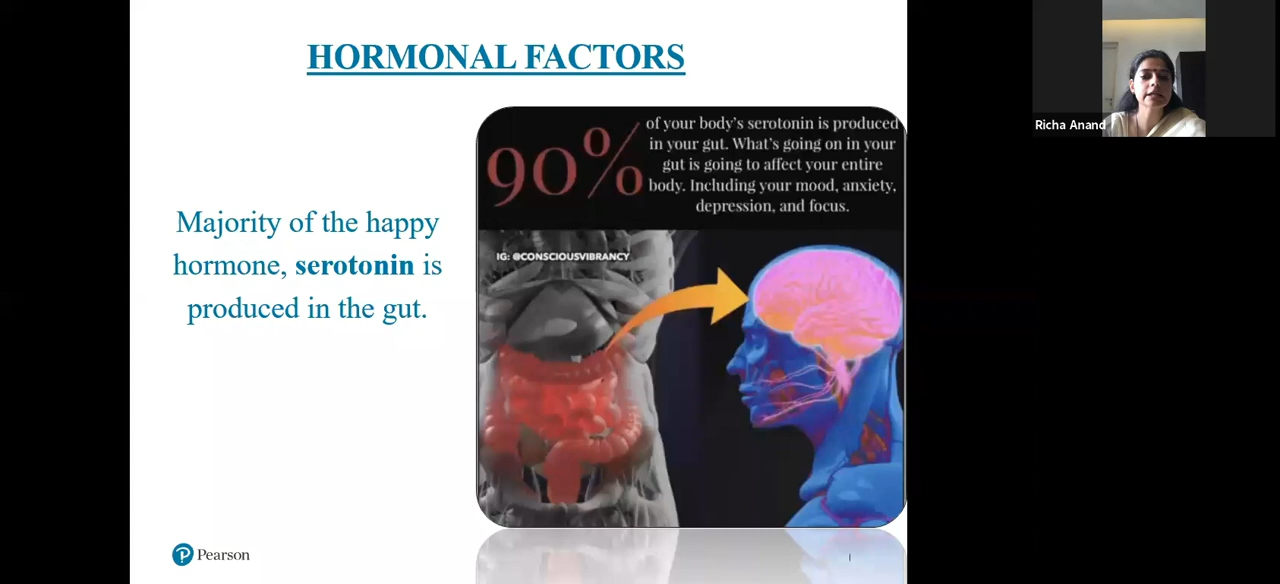 HORMONAL FACTORS
Majority of the happy
hormone, serotonin is
produced in the gut.
90%
of your body's serotonin is produced
in your gut. What's going on in your
gut is going to affect your entire
body. Including your mood, anxiety,
depression, and focus.
IG: @CONSCIOUSVIBRANCY
Pearson
Richa Anand